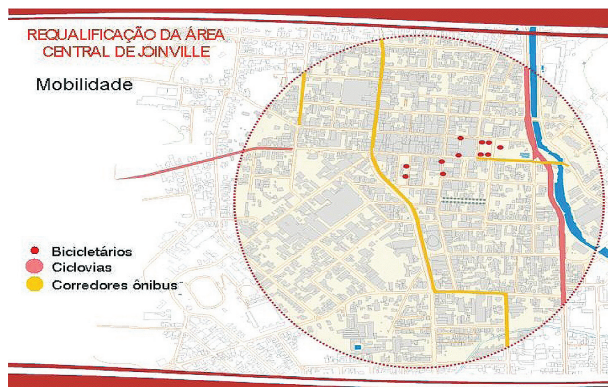 REQUALIFICAÇÃO DA ÁREA
CENTRAL DE JOINVILLE
Mobilidade
Bicicletários
Ciclovias
Corredores ônibus